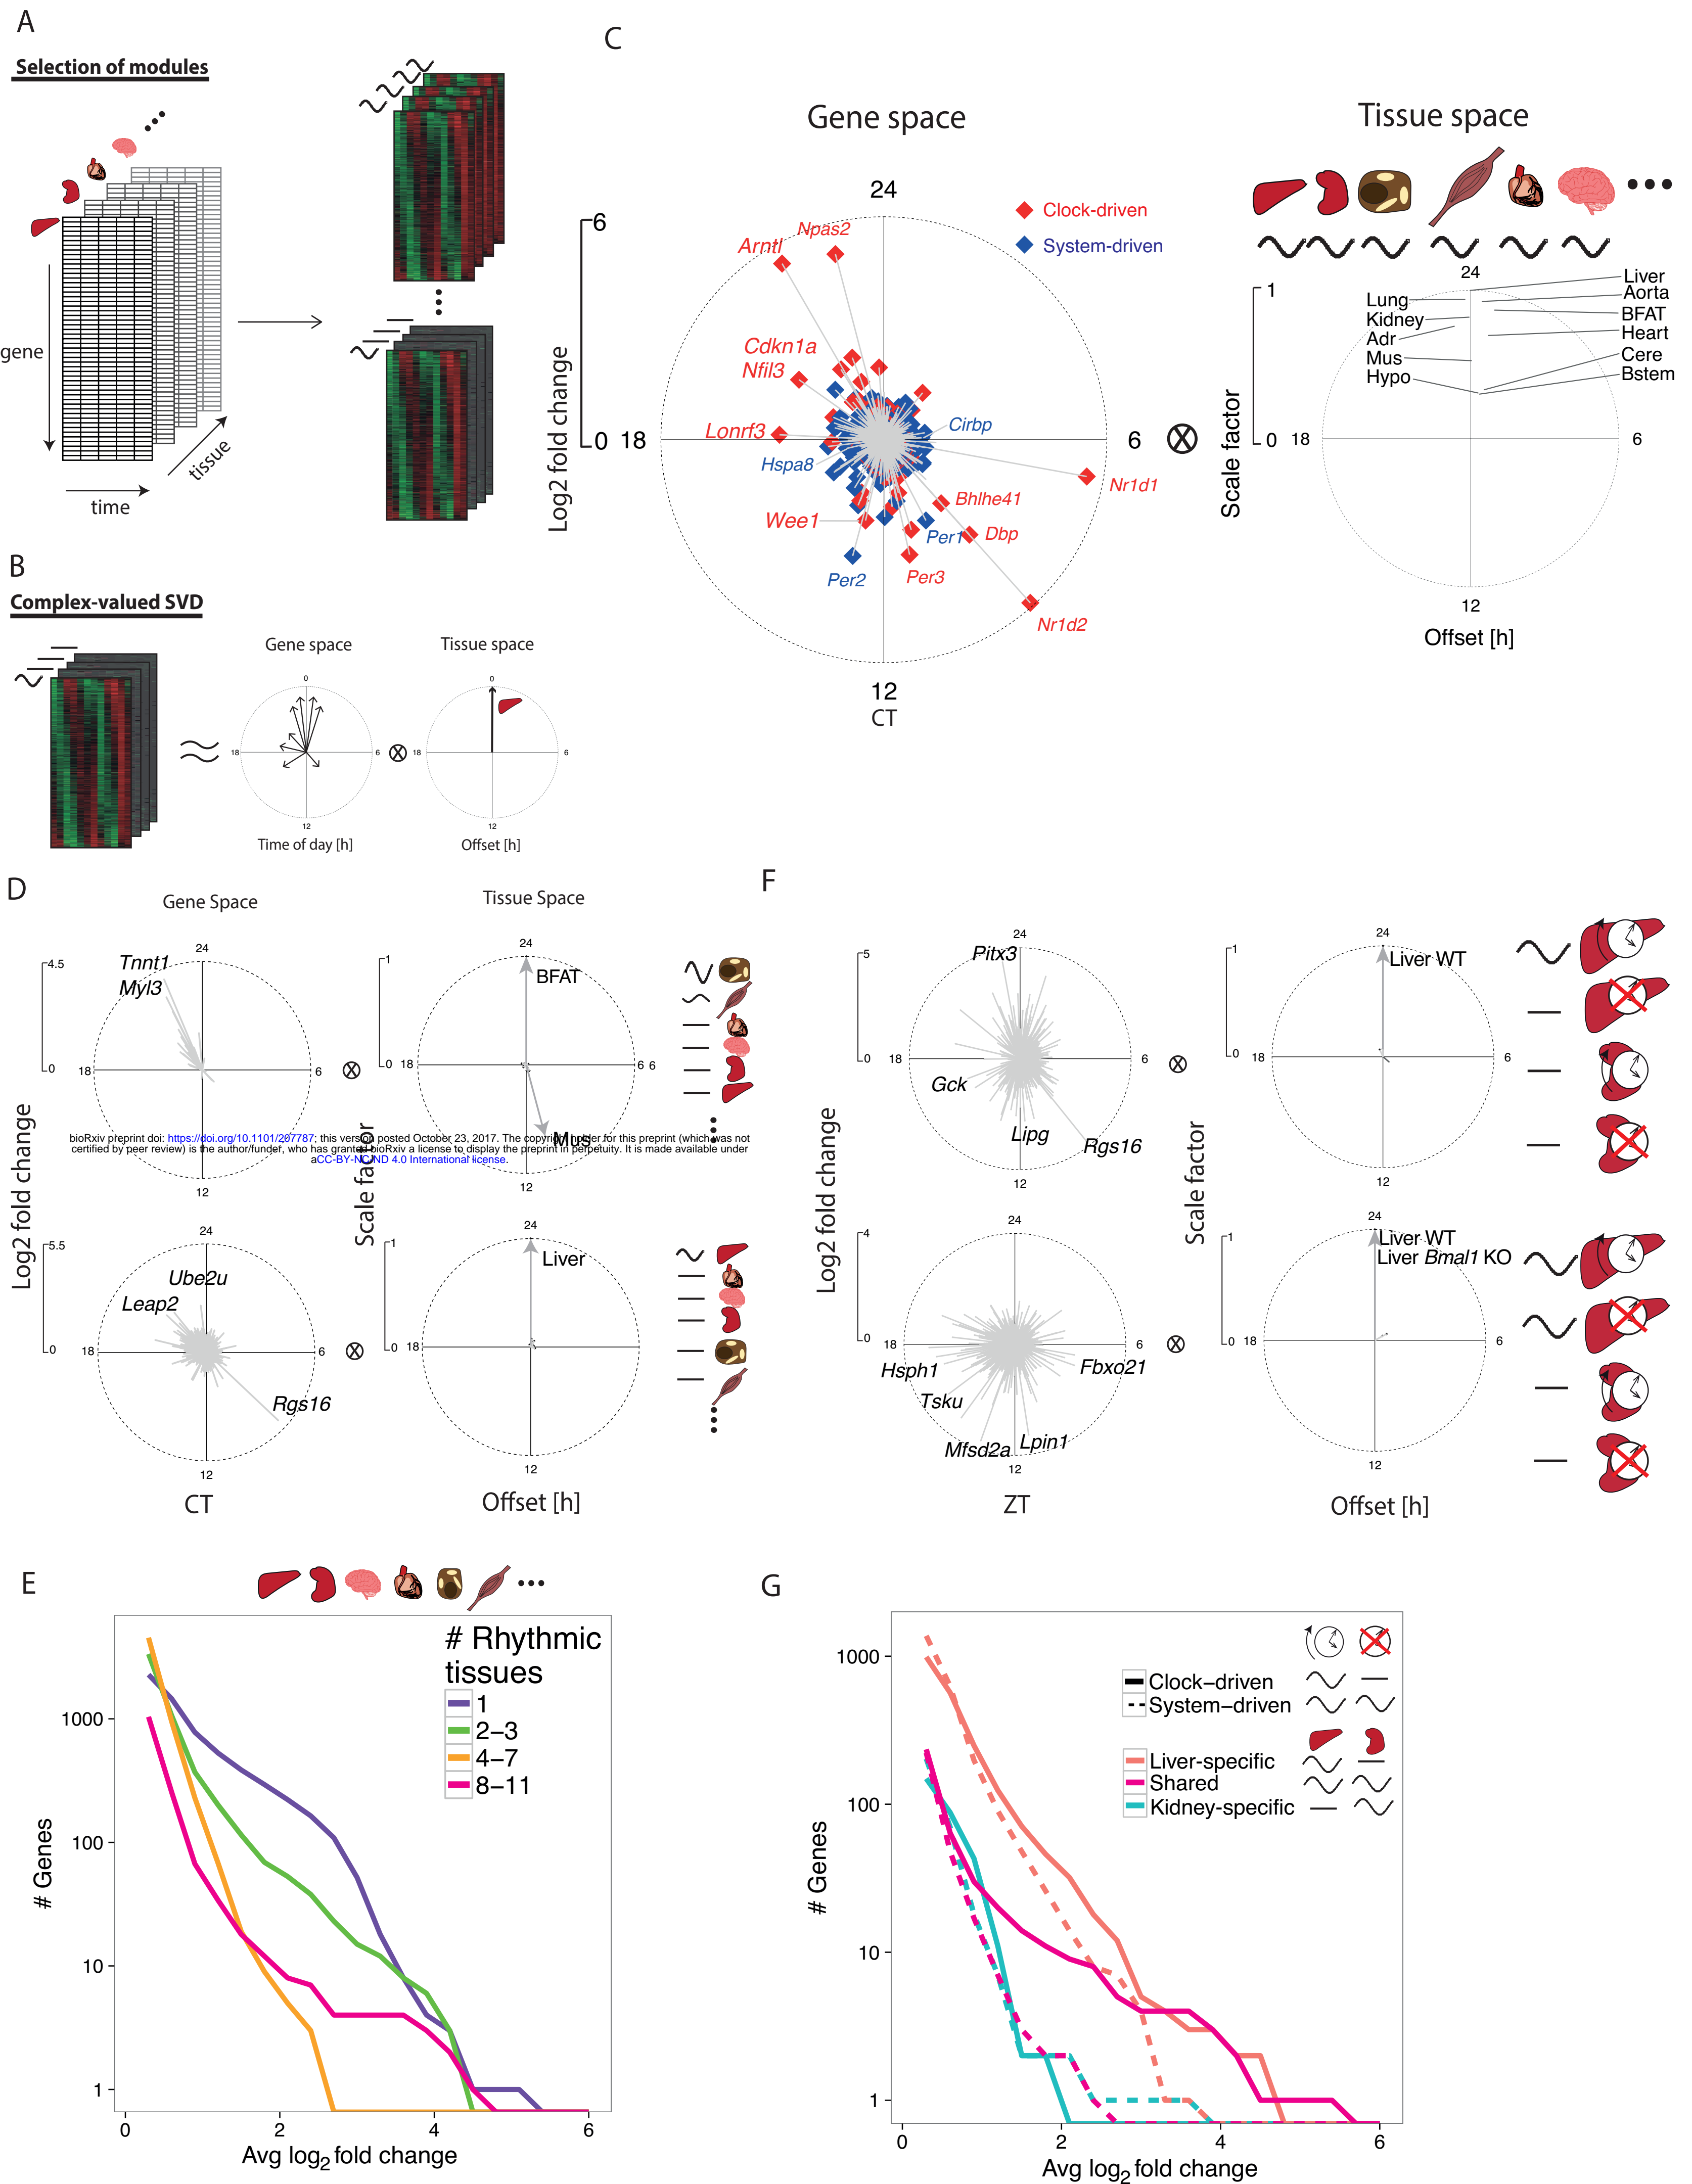 A
Selection of modules
gene
time
tissue
B
Complex-valued SVD
Gene space
Tissue space
0
18
6
12
Time of day [h]
0
18
6
12
Offset [h]
C
Gene space
Tissue space
Clock-driven
System-driven
Log2 fold change
6
0
24
18
6
12
CT
Npas2
Arntl
Cdkn1a
Nfil3
Lonrf3
Hspa8
Wee1
Per2
Cirbp
Nr1d1
Bhlhe41
Per1
Dbp
Per3
Nr1d2
Scale factor
1
0
24
18
6
12
Offset [h]
Lung
Kidney
Adr
Mus
Hypo
Liver
Aorta
BFAT
Heart
Cere
Bstem
D
Gene Space
Tissue Space
Log2 fold change
4.5
0
24
18
6
12
Tnnt1
Myl3
Scale factor
1
0
24
18
6 6
12
BFAT
Mus
bioRxiv preprint doi: https://doi.org/10.1101/207787; this version posted October 23, 2017. The copyright holder for this preprint (which was not
certified by peer review) is the author/funder, who has granted bioRxiv a license to display the preprint in perpetuity. It is made available under
aCC-BY-NC-ND 4.0 International license.
5.5
0
24
18
6
12
Ube2u
Leap2
Rgs16
CT
1
0
24
18
12
Liver
Offset [h]
F
Log2 fold change
5
0
24
18
6
12
Pitx3
Gck
Lipg
Rgs16
Scale factor
1
0
24
18
6
12
Liver WT
4
0
24
18
6
12
Hsph1
Tsku
Mfsd2a
Lpin1
Fbxo21
ZT
1
0
24
18
6
12
Liver WT
Liver Bmal1 KO
Offset [h]
E
# Rhythmic
tissues
1
2−3
4−7
8−11
# Genes
1000
100
10
1
0
2
4
6
Avg log2 fold change
G
Clock−driven
System−driven
Liver-specific
Shared
Kidney-specific
# Genes
1000
100
10
1
0
2
4
6
Avg log2 fold change